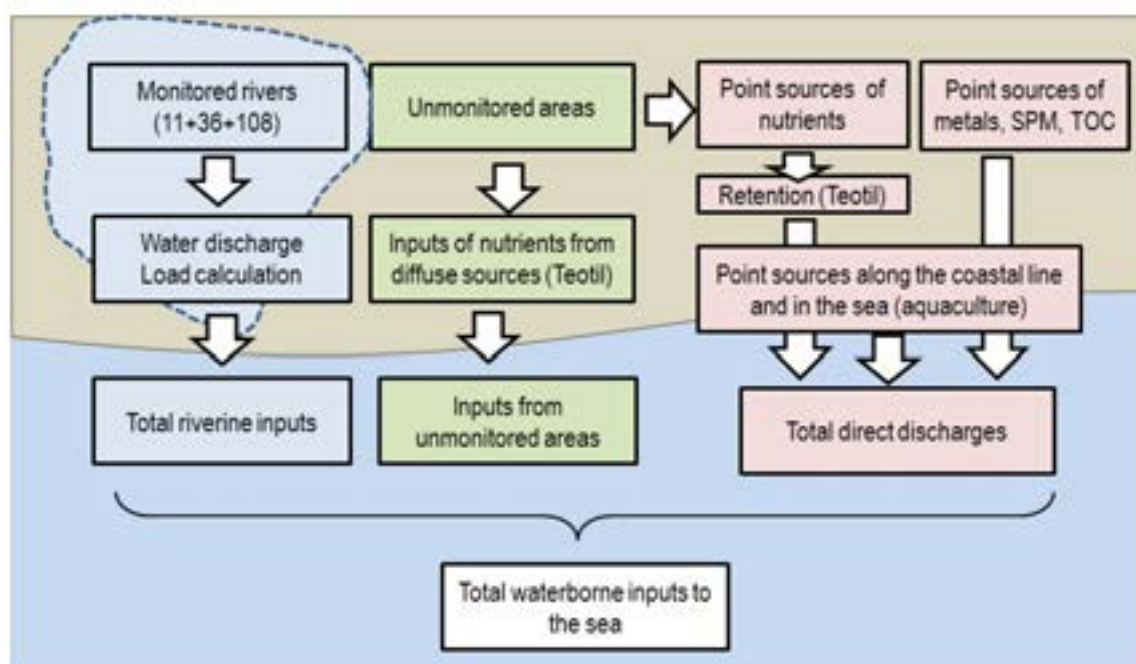 Monitored rivers
(11+36+108)
Unmonitored areas
Point sources of
nutrients
Point sources of
metals, SPM, TOC
Retention (Teotil)
Water discharge
Load calculation
Inputs of nutrients from
diffuse sources (Teotil)
Point sources along the coastal line
and in the sea (aquaculture)
Total riverine inputs
Inputs from
unmonitored areas
Total direct discharges
Total waterborne inputs to
the sea